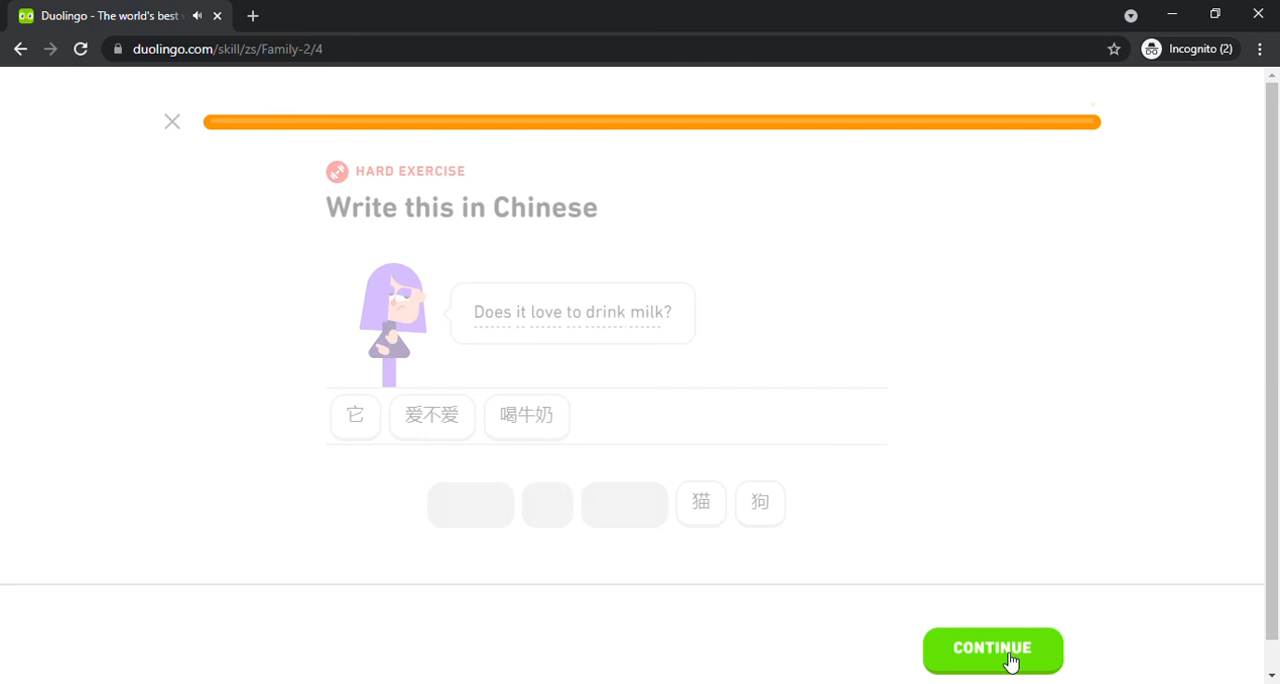 Duolingo - The world's best
duolingo.com/skill/zs/Family-2/4
Incognito (2)
HARD EXERCISE
Write this in Chinese
Does it love to drink milk?
它 爱不爱 喝牛奶
猫 狗
CONTINUE